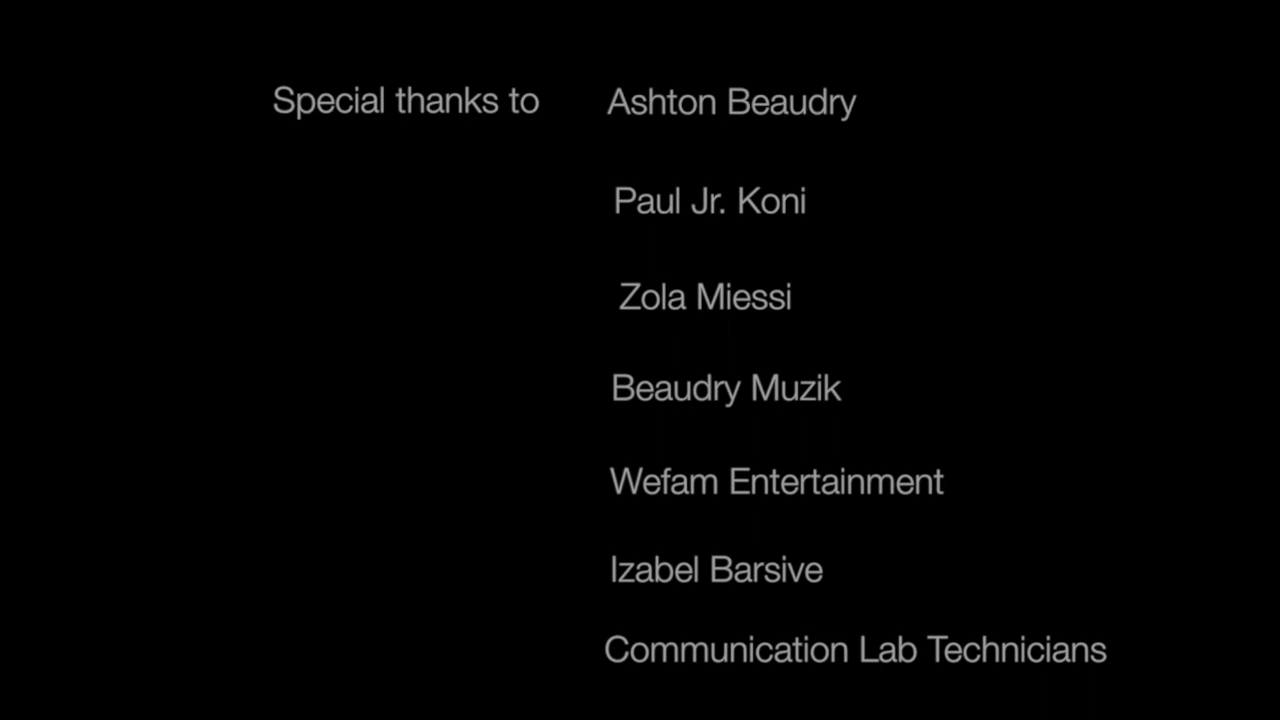 Special thanks to Ashton Beaudry
Paul Jr. Koni
Zola Miessi
Beaudry Muzik
Wefam Entertainment
Izabel Barsive
Communication Lab Technicians